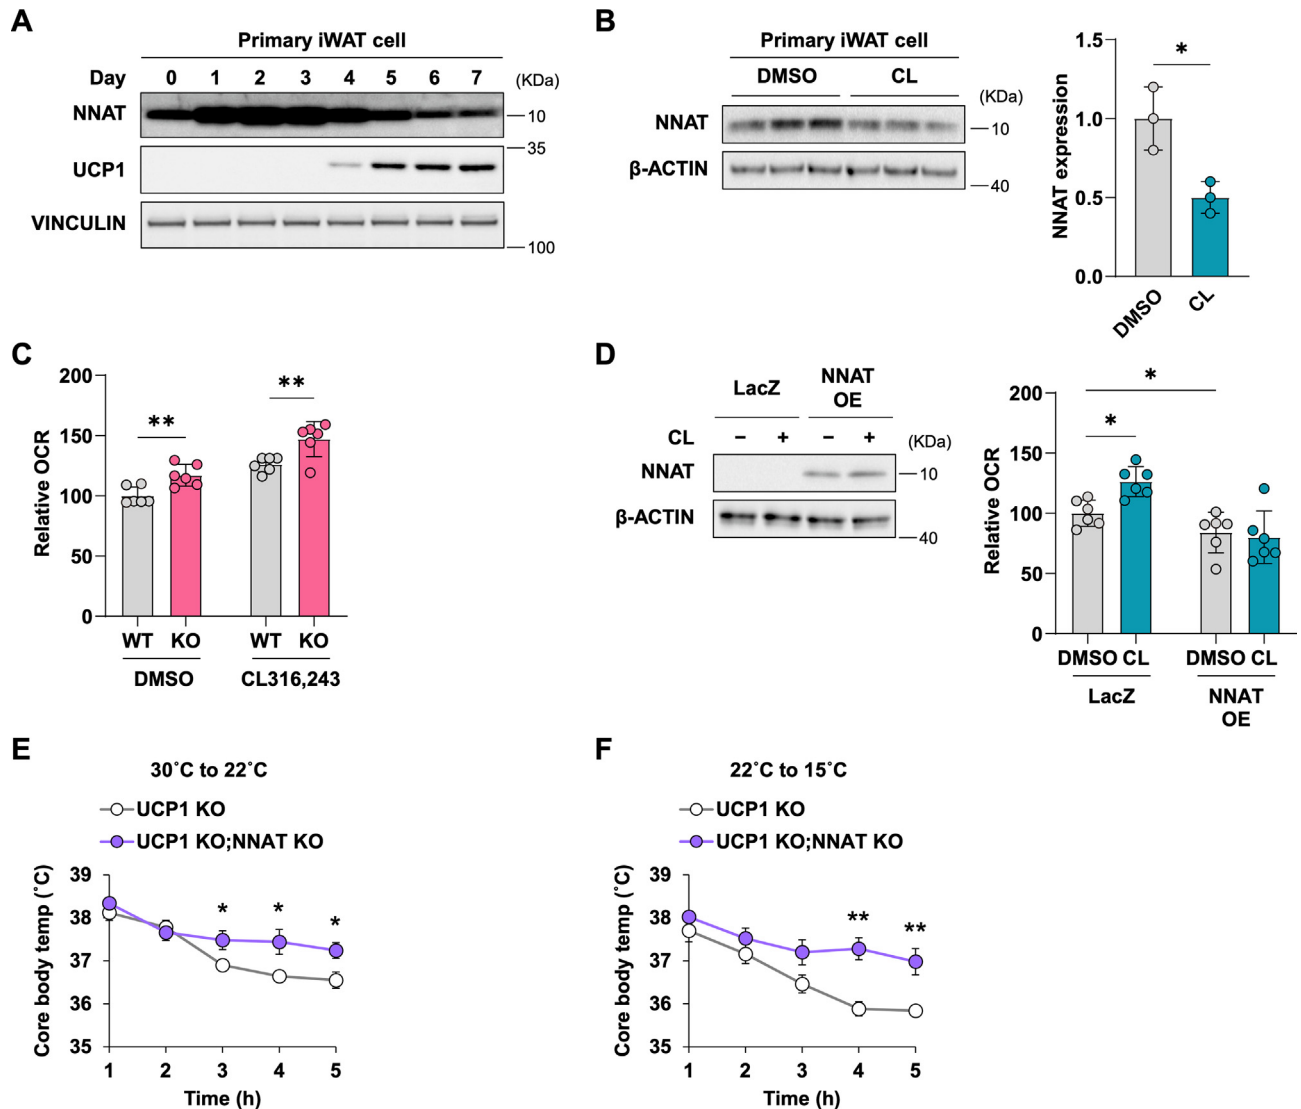 A
Primary iWAT cell
Day 0 1 2 3 4 5 6 7 (KDa)
NNAT
10
35
UCP1
VINCULIN
100
B
Primary iWAT cell
DMSO CL
(KDa)
NNAT
10
β-ACTIN
40
NNAT expression
1.5
*
1.0
0.5
0.0
DMSO
CL
C
Relative OCR
200
**
**
150
100
50
0
WT KO WT KO
DMSO CL316,243
D
LacZ NNAT
OE
CL − + − + (KDa)
NNAT
10
β-ACTIN
40
Relative OCR
200
*
*
150
100
50
0
DMSO CL DMSO CL
LacZ NNAT
OE
E
30˚C to 22˚C
UCP1 KO
UCP1 KO;NNAT KO
Core body temp (˚C)
39
38
37
36
35
* * *
1 2 3 4 5
Time (h)
F
22˚C to 15˚C
UCP1 KO
UCP1 KO;NNAT KO
Core body temp (˚C)
39
38
37
36
35
** **
1 2 3 4 5
Time (h)